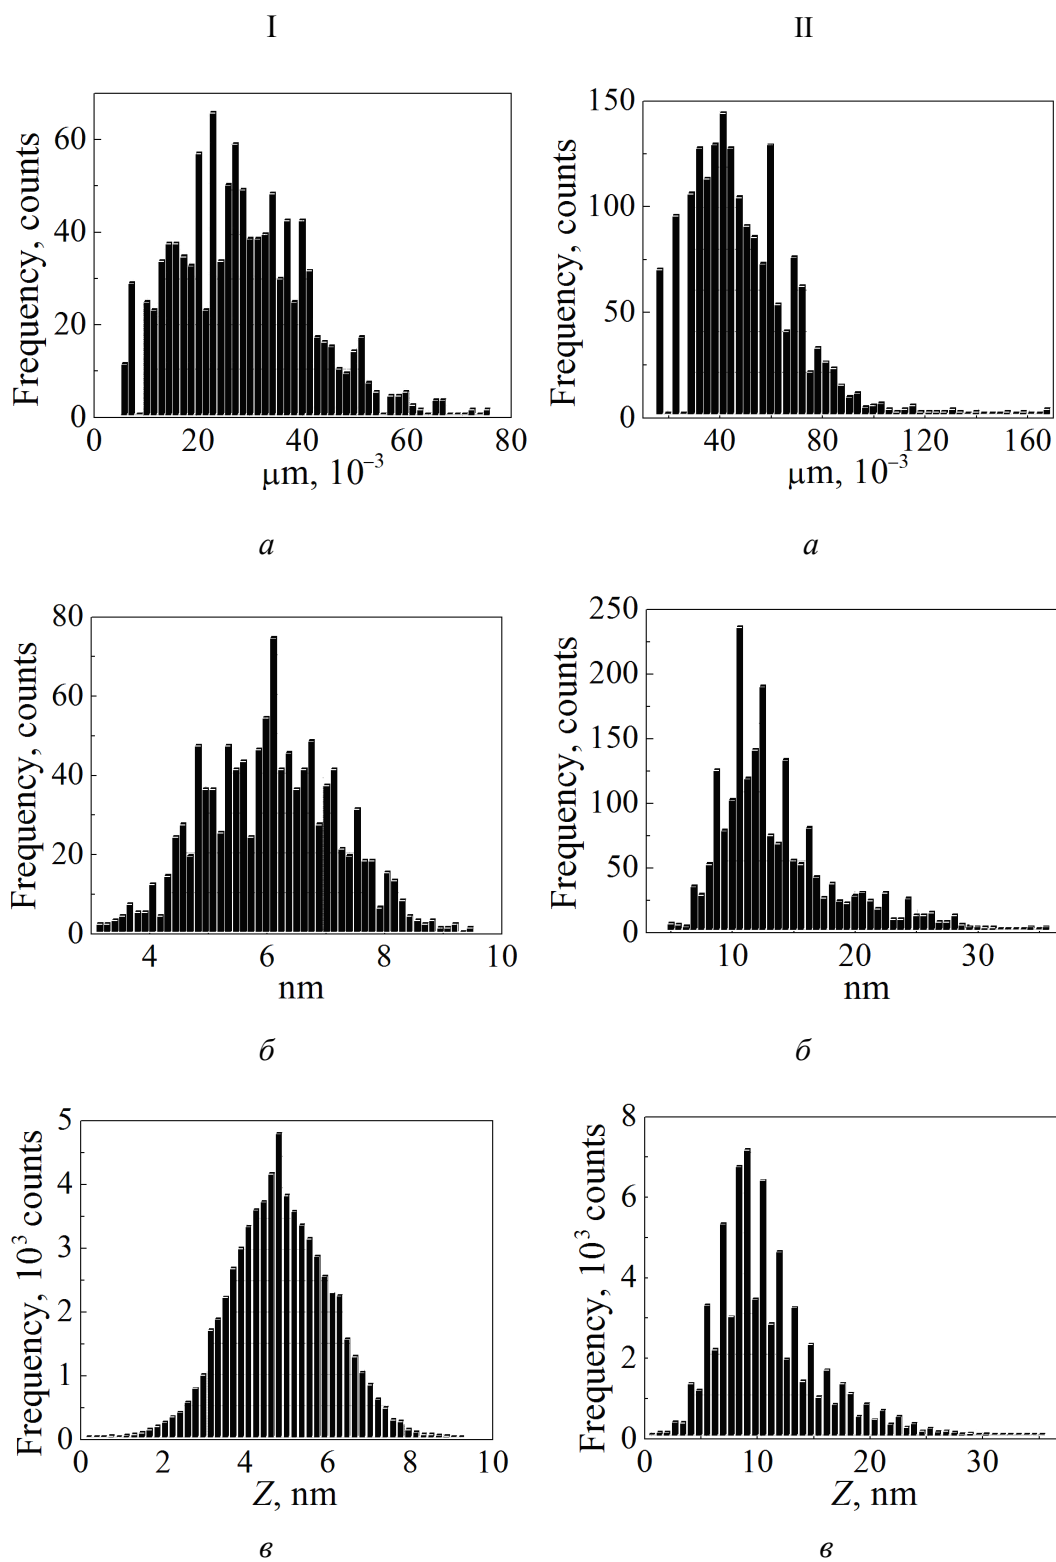 I II
Frequency, counts
60
40
20
0
0 20 40 60 80
µm, 10⁻³
а
Frequency, counts
150
100
50
0
40 80 120 160
µm, 10⁻³
а
Frequency, counts
80
60
40
20
0
4 6 8 10
nm
б
Frequency, counts
250
200
150
100
50
0
10 20 30
nm
б
Frequency, 10³ counts
5
4
3
2
1
0
0 2 4 6 8 10
Z, nm
в
Frequency, 10³ counts
8
6
4
2
0
0 10 20 30
Z, nm
в